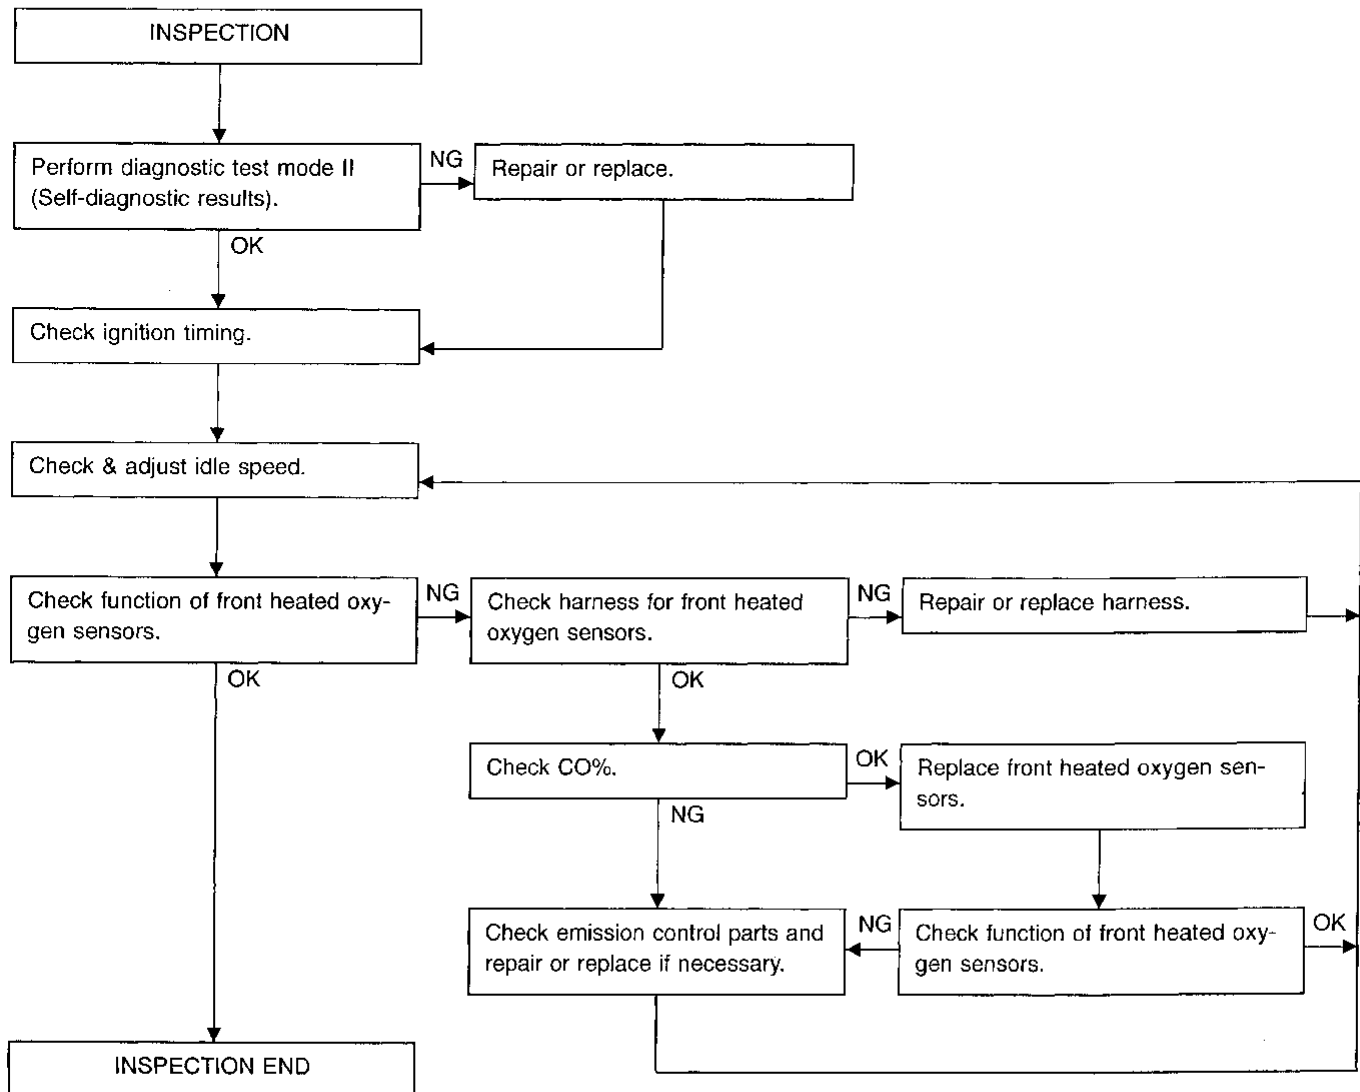 INSPECTION
Perform diagnostic test mode II
(Self-diagnostic results).
NG
Repair or replace.
OK
Check ignition timing.
Check & adjust idle speed.
Check function of front heated oxy-
gen sensors.
NG
Check harness for front heated
oxygen sensors.
NG
Repair or replace harness.
OK
OK
Check CO%.
OK
Replace front heated oxygen sen-
sors.
NG
Check emission control parts and
repair or replace if necessary.
NG
Check function of front heated oxy-
gen sensors.
OK
INSPECTION END